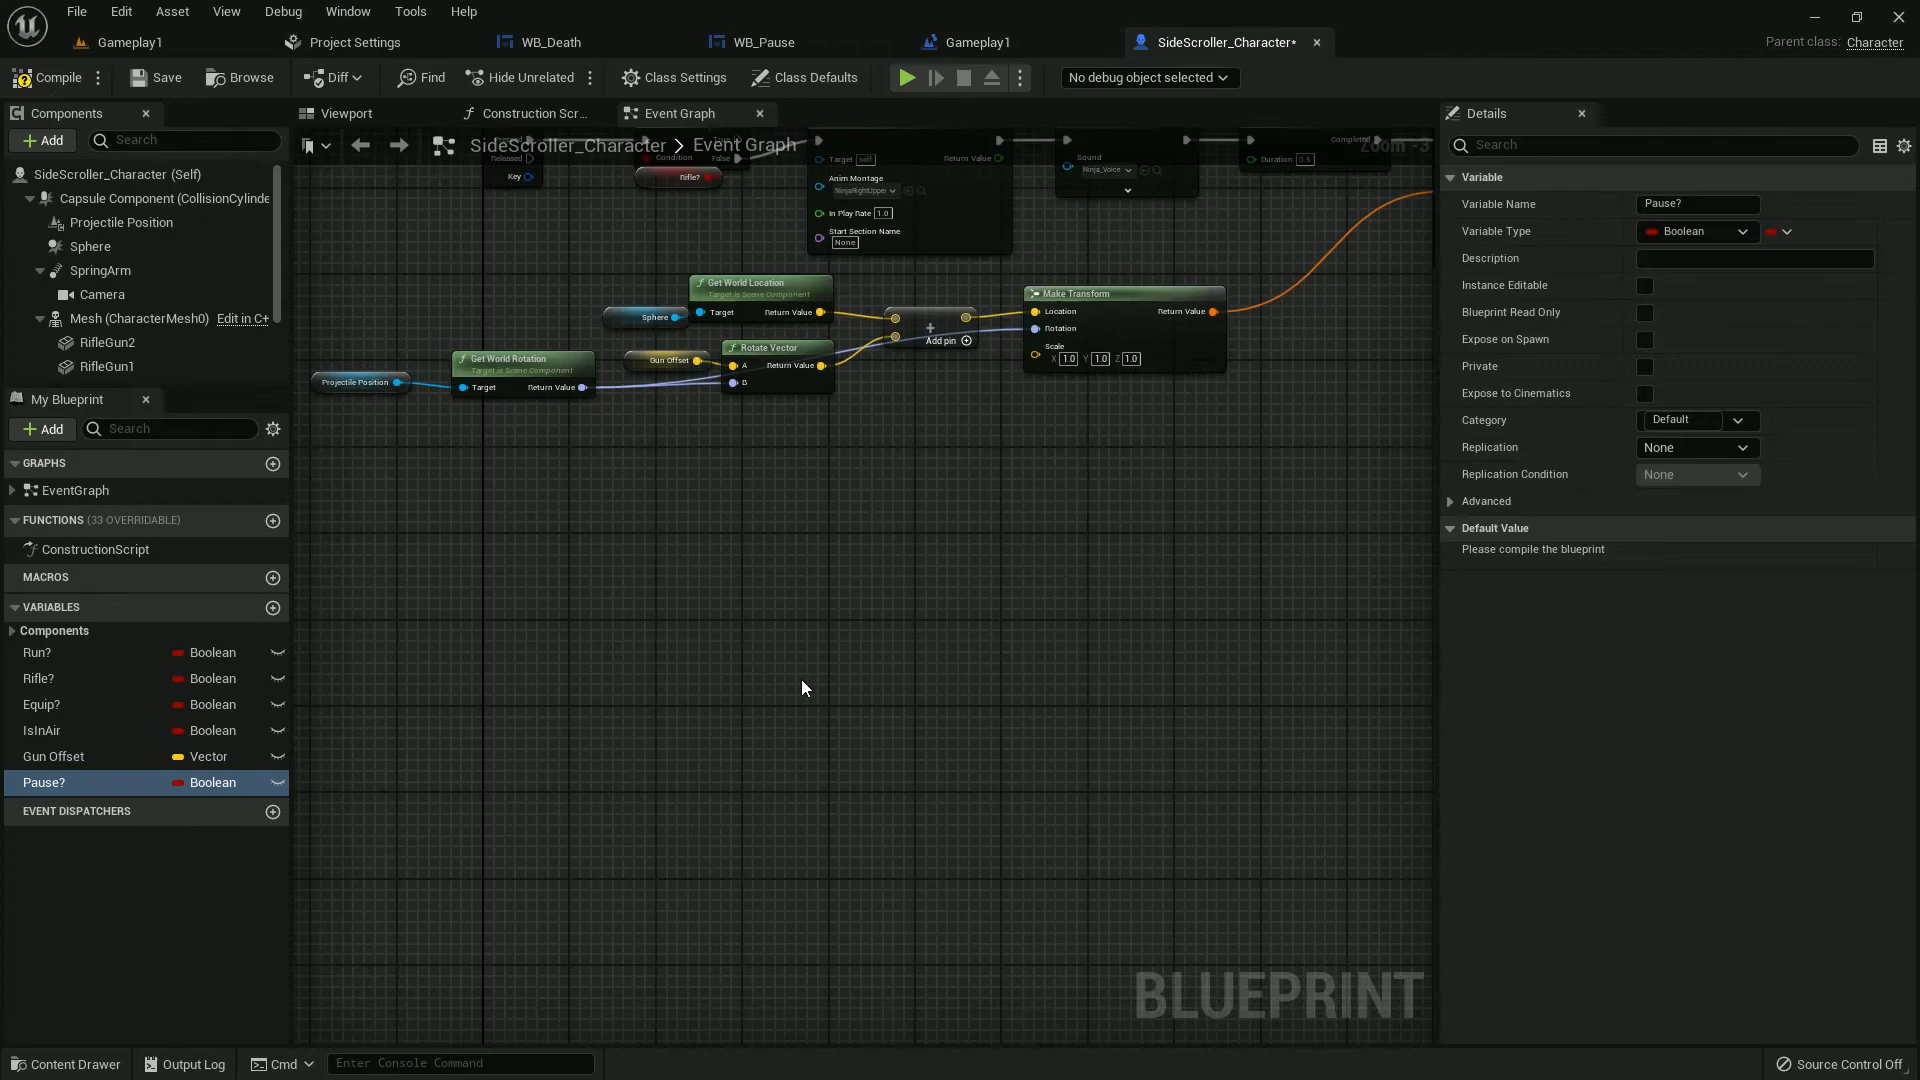 File Edit Asset View Debug Window Tools Help
Gameplay1 Project Settings WB_Death WB_Pause Gameplay1 SideScroller_Character* Parent class: Character
Compile Save Browse Diff Find Hide Unrelated Class Settings Class Defaults No debug object selected
Components Viewport Construction Scr... Event Graph Details
Add Search SideScroller_Character > Event Graph Zoom -3 Search
SideScroller_Character (Self)
Capsule Component (CollisionCylinde
Projectile Position
Sphere
SpringArm
Camera
Mesh (CharacterMesh0) Edit in C+
RifleGun2
RifleGun1
My Blueprint
Add Search
GRAPHS
EventGraph
FUNCTIONS (33 OVERRIDABLE)
ConstructionScript
MACROS
VARIABLES
Components
Run? Boolean
Rifle? Boolean
Equip? Boolean
IsInAir Boolean
Gun Offset Vector
Pause? Boolean
EVENT DISPATCHERS
Released
Key
Condition False
Rifle?
Target self Return Value
Anim Montage
In Play Rate 1.0
Start Section Name
None
Sound
Ninja_Voice
Completed
Duration
Get World Location
Target is Scene Component
Sphere Target Return Value
Add pin
Make Transform
Location Return Value
Rotation
Scale
X 1.0 Y 1.0 Z 1.0
Projectile Position
Get World Rotation
Target is Scene Component
Target Return Value
Gun Offset
Rotate Vector
A Return Value
B
BLUEPRINT
Variable
Variable Name Pause?
Variable Type Boolean
Description
Instance Editable
Blueprint Read Only
Expose on Spawn
Private
Expose to Cinematics
Category Default
Replication None
Replication Condition None
Advanced
Default Value
Please compile the blueprint
Content Drawer Output Log Cmd Enter Console Command Source Control Off